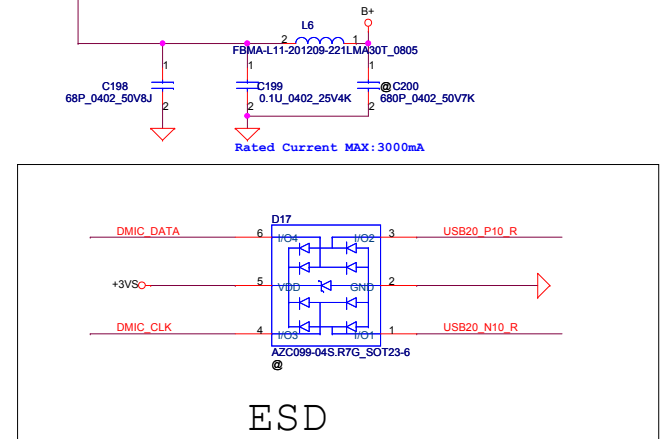 B+
L6
2 1
FBMA-L11-201209-221LMA30T_0805
1 1 1
C198 C199 @ C200
68P_0402_50V8J 0.1U_0402_25V4K 680P_0402_50V7K
2 2 2
Rated Current MAX:3000mA
D17
DMIC_DATA 6 I/O4 I/O2 3 USB20_P10_R
+3VS 5 VDD GND 2
DMIC_CLK 4 I/O3 I/O1 1 USB20_N10_R
AZC099-04S.R7G_SOT23-6
@
ESD